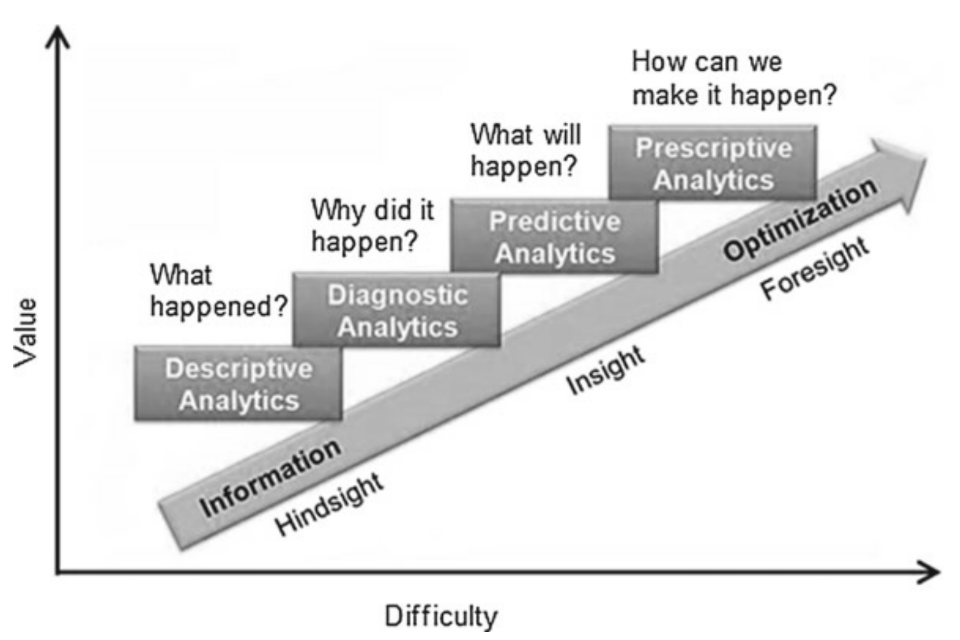 How can we
make it happen?
Prescriptive
Analytics
What will
happen?
Predictive
Analytics
Why did it
happen?
Diagnostic
Analytics
What
happened?
Descriptive
Analytics
Optimization
Foresight
Insight
Information
Hindsight
Value
Difficulty